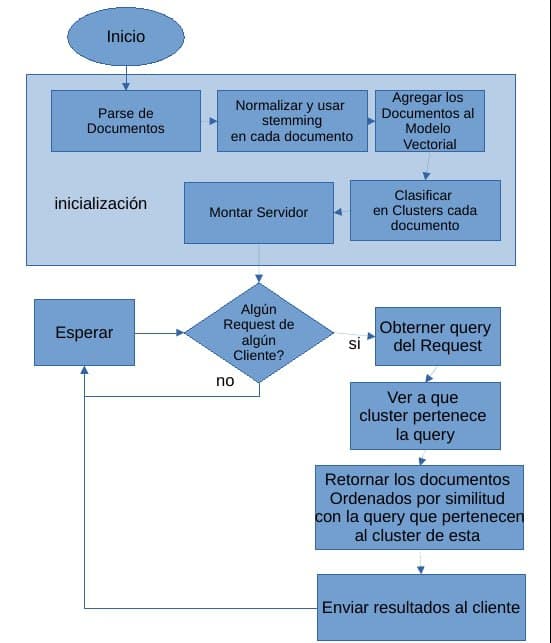 Inicio
Parse de
Documentos
Normalizar y usar
stemming
en cada documento
Agregar los
Documentos al
Modelo
Vectorial
inicialización
Montar Servidor
Clasificar
en Clusters cada
documento
Algún
Request de
algún
Cliente?
Esperar
si
no
Obterner query
del Request
Ver a que
cluster pertenece
la query
Retornar los documentos
Ordenados por similitud
con la query que pertenecen
al cluster de esta
Enviar resultados al cliente